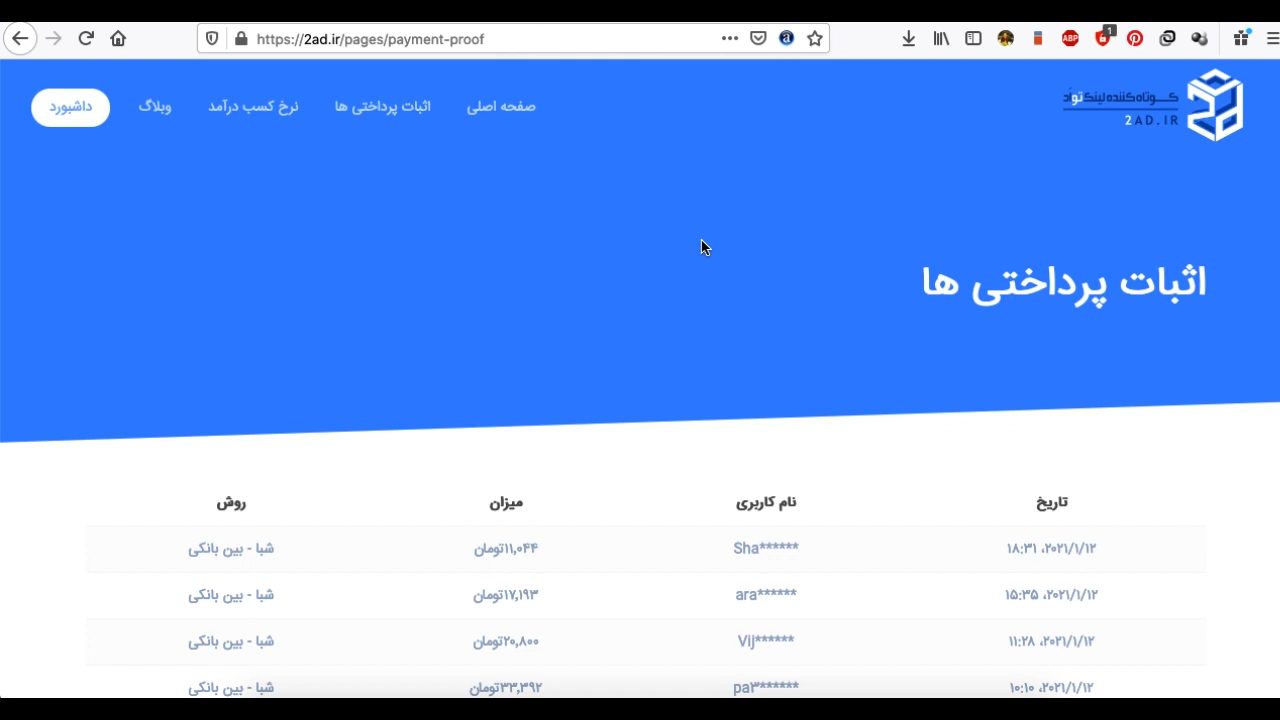 https://2ad.ir/pages/payment-proof
ABP
1
کوتاه‌کننده لینک تواَد
2AD.IR
صفحه اصلی
اثبات پرداختی ها
نرخ کسب درآمد
وبلاگ
داشبورد
اثبات پرداختی ها
تاریخ نام کاربری میزان روش
۲۰۲۱/۱/۱۲، ۱۸:۳۱ Sha****** ۱۱,۰۴۴تومان شبا - بین بانکی
۲۰۲۱/۱/۱۲، ۱۵:۳۵ ara****** ۱۷,۱۹۳تومان شبا - بین بانکی
۲۰۲۱/۱/۱۲، ۱۱:۲۸ Vij****** ۲۰,۸۰۰تومان شبا - بین بانکی
۲۰۲۱/۱/۱۲، ۱۰:۱۰ pa۳****** ۳۳,۳۹۲تومان شبا - بین بانکی